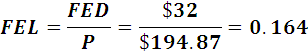 FEL = FED / P = $32 / $194.87 = 0.164